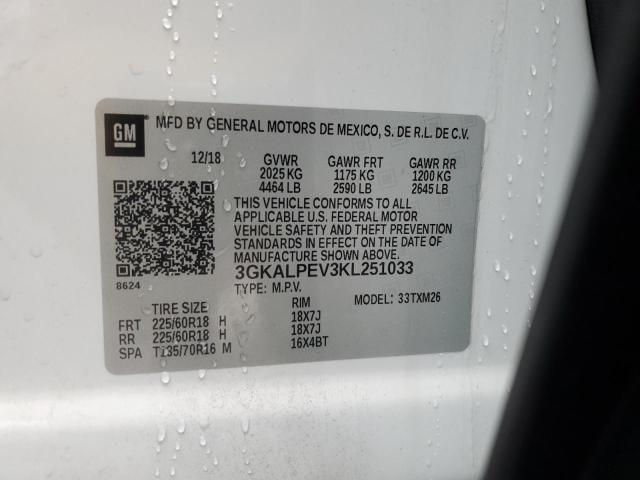 GM
MFD BY GENERAL MOTORS DE MEXICO, S. DE R.L. DE C.V.
12/18 GVWR GAWR FRT GAWR RR
2025 KG 1175 KG 1200 KG
4464 LB 2590 LB 2645 LB
THIS VEHICLE CONFORMS TO ALL
APPLICABLE U.S. FEDERAL MOTOR
VEHICLE SAFETY AND THEFT PREVENTION
STANDARDS IN EFFECT ON THE DATE OF
MANUFACTURE SHOWN ABOVE.
3GKALPEV3KL251033
8624
TYPE: M.P.V.
MODEL: 33TXM26
TIRE SIZE RIM
FRT 225/60R18 H 18X7J
RR 225/60R18 H 18X7J
SPA T135/70R16 M 16X4BT